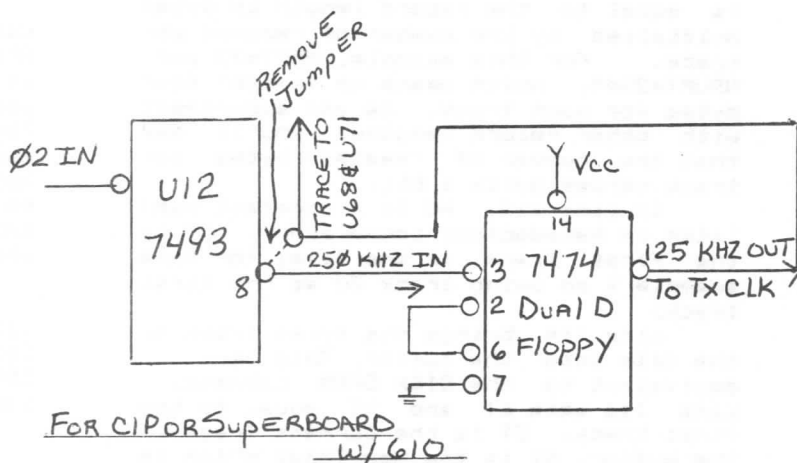 REMOVE
JUMPER
TRACE TO
U68 & U71
Ø2 IN
U12
7493
8
25Ø KHZ IN
Vcc
14
3 7474
2 DUAL D
6 FLOPPY
7
125 KHZ OUT
TO TX CLK
FOR C1P OR SUPERBOARD
W/ 610